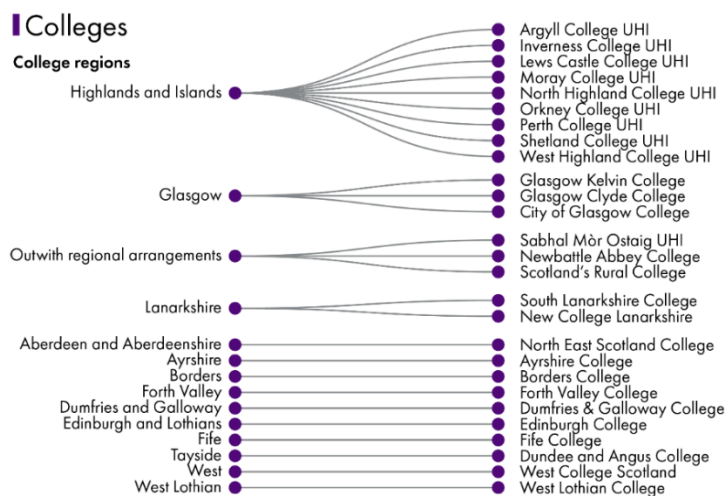 Colleges
College regions
Highlands and Islands
Argyll College UHI
Inverness College UHI
Lews Castle College UHI
Moray College UHI
North Highland College UHI
Orkney College UHI
Perth College UHI
Shetland College UHI
West Highland College UHI
Glasgow
Glasgow Kelvin College
Glasgow Clyde College
City of Glasgow College
Outwith regional arrangements
Sabhal Mòr Ostaig UHI
Newbattle Abbey College
Scotland's Rural College
Lanarkshire
South Lanarkshire College
New College Lanarkshire
Aberdeen and Aberdeenshire
North East Scotland College
Ayrshire
Ayrshire College
Borders
Borders College
Forth Valley
Forth Valley College
Dumfries and Galloway
Dumfries & Galloway College
Edinburgh and Lothians
Edinburgh College
Fife
Fife College
Tayside
Dundee and Angus College
West
West College Scotland
West Lothian
West Lothian College